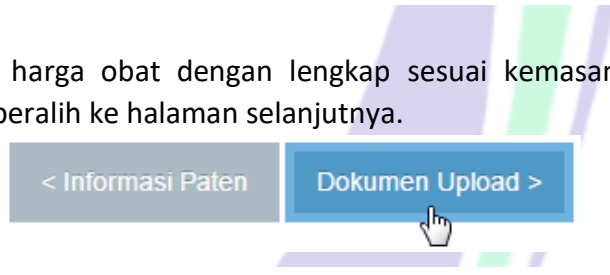 harga obat dengan lengkap sesuai kemasan
beralih ke halaman selanjutnya.
< Informasi Paten Dokumen Upload >